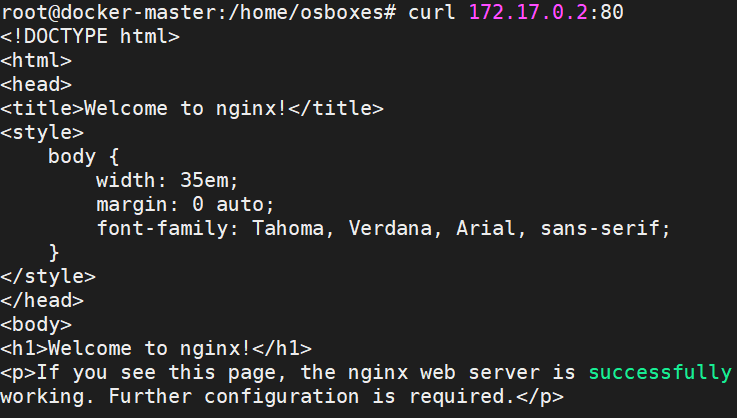 root@docker-master:/home/osboxes# curl 172.17.0.2:80
<!DOCTYPE html>
<html>
<head>
<title>Welcome to nginx!</title>
<style>
    body {
        width: 35em;
        margin: 0 auto;
        font-family: Tahoma, Verdana, Arial, sans-serif;
    }
</style>
</head>
<body>
<h1>Welcome to nginx!</h1>
<p>If you see this page, the nginx web server is successfully
working. Further configuration is required.</p>